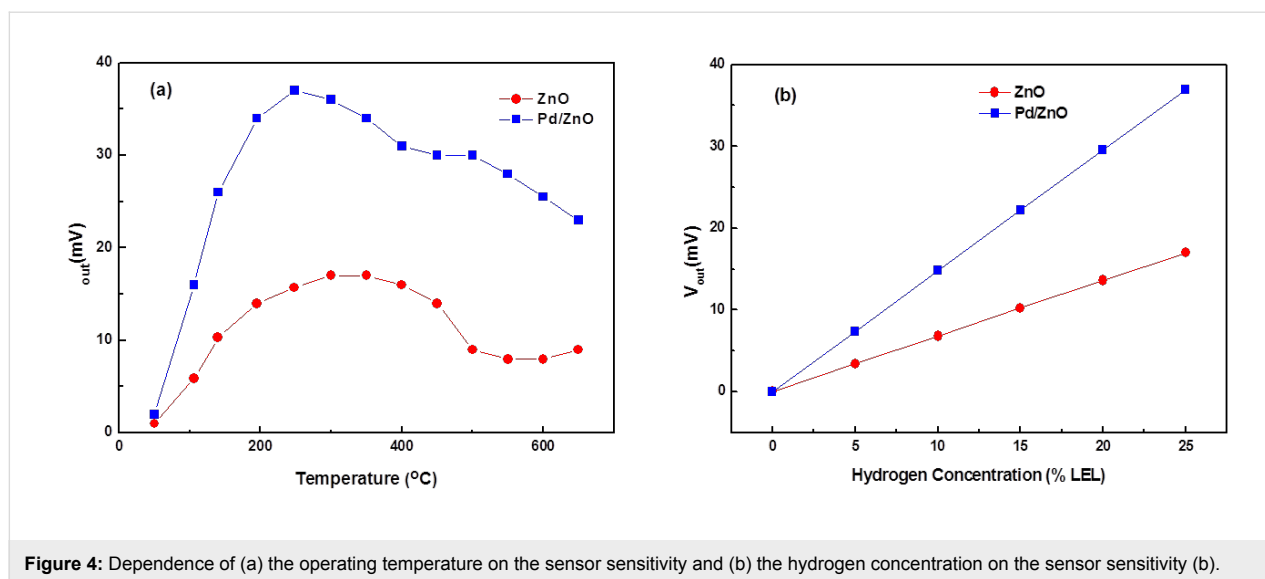 (a)
ZnO
Pd/ZnO
40
30
20
10
0
out(mV)
0
200
400
600
Temperature (ºC)
(b)
ZnO
Pd/ZnO
40
30
20
10
0
Vout(mV)
0
5
10
15
20
25
Hydrogen Concentration (% LEL)
Figure 4: Dependence of (a) the operating temperature on the sensor sensitivity and (b) the hydrogen concentration on the sensor sensitivity (b).